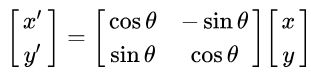 [x′ y′] = [cos θ − sin θ sin θ cos θ] [x y]